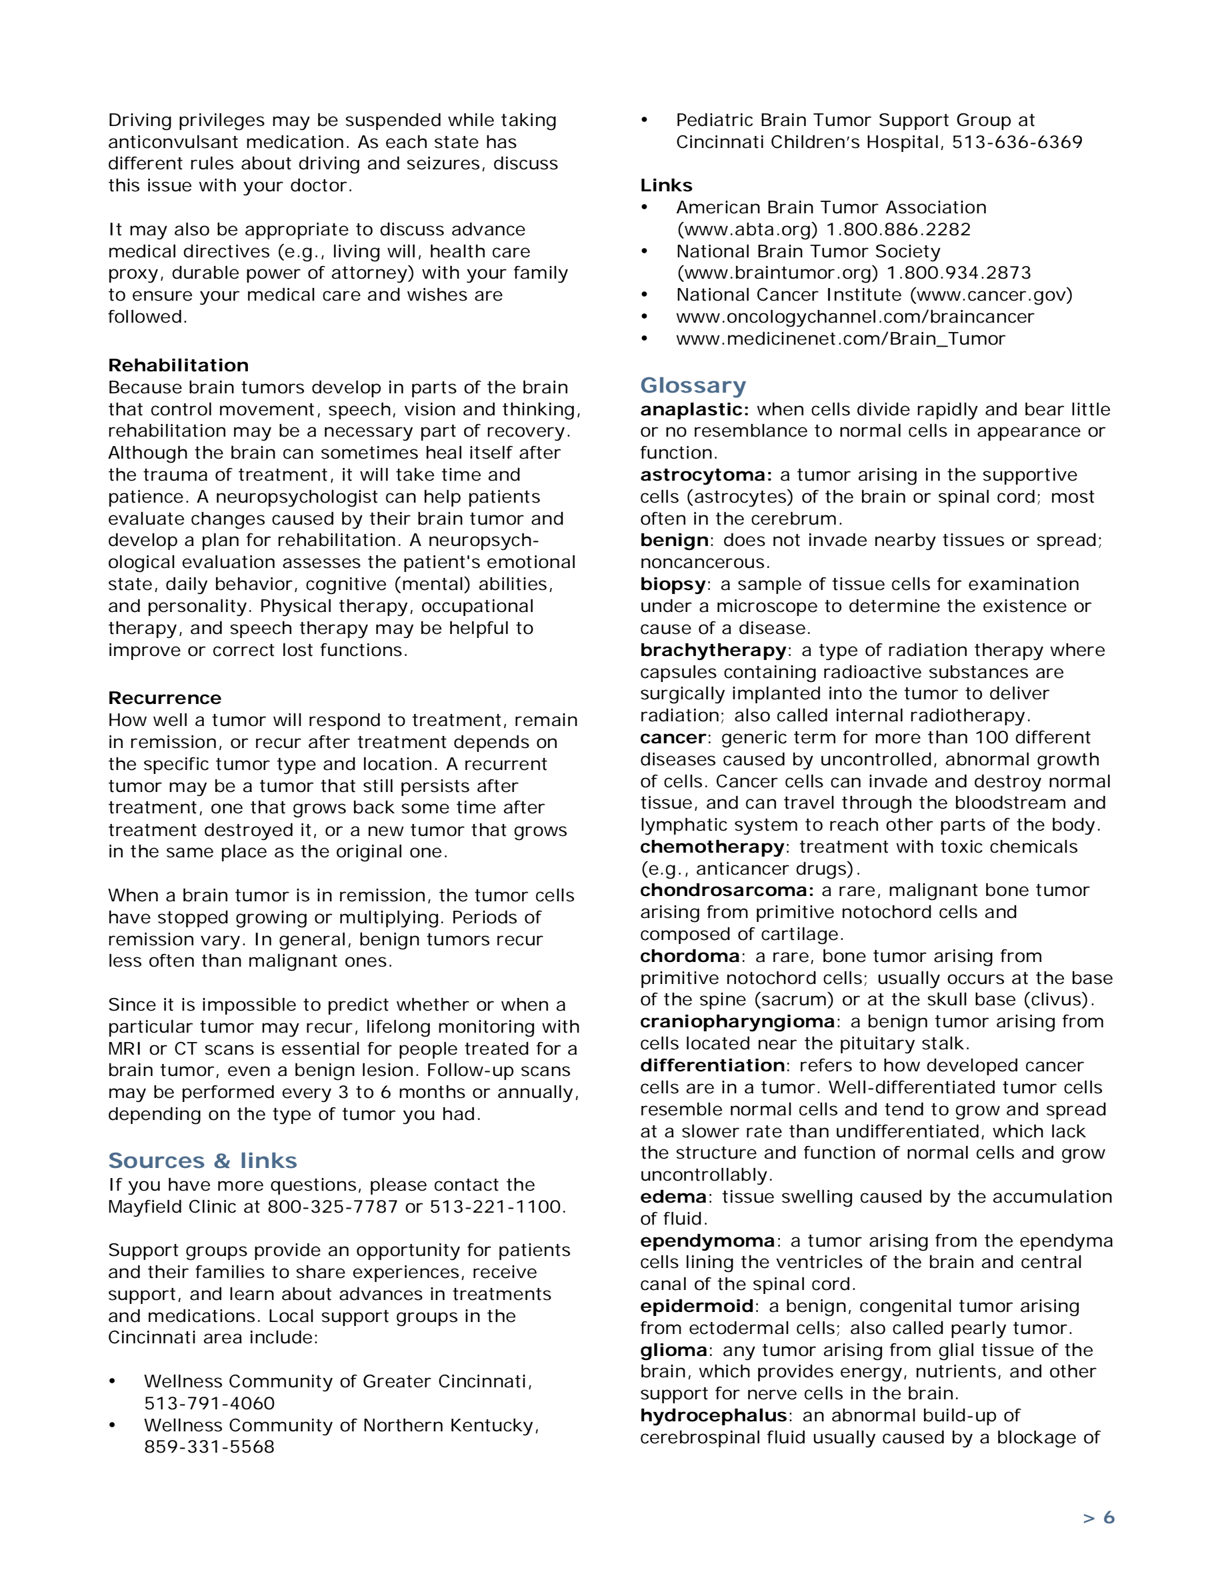 Driving privileges may be suspended while taking
anticonvulsant medication. As each state has
different rules about driving and seizures, discuss
this issue with your doctor.
It may also be appropriate to discuss advance
medical directives (e.g., living will, health care
proxy, durable power of attorney) with your family
to ensure your medical care and wishes are
followed.
Rehabilitation
Because brain tumors develop in parts of the brain
that control movement, speech, vision and thinking,
rehabilitation may be a necessary part of recovery.
Although the brain can sometimes heal itself after
the trauma of treatment, it will take time and
patience. A neuropsychologist can help patients
evaluate changes caused by their brain tumor and
develop a plan for rehabilitation. A neuropsych-
ological evaluation assesses the patient's emotional
state, daily behavior, cognitive (mental) abilities,
and personality. Physical therapy, occupational
therapy, and speech therapy may be helpful to
improve or correct lost functions.
Recurrence
How well a tumor will respond to treatment, remain
in remission, or recur after treatment depends on
the specific tumor type and location. A recurrent
tumor may be a tumor that still persists after
treatment, one that grows back some time after
treatment destroyed it, or a new tumor that grows
in the same place as the original one.
When a brain tumor is in remission, the tumor cells
have stopped growing or multiplying. Periods of
remission vary. In general, benign tumors recur
less often than malignant ones.
Since it is impossible to predict whether or when a
particular tumor may recur, lifelong monitoring with
MRI or CT scans is essential for people treated for a
brain tumor, even a benign lesion. Follow-up scans
may be performed every 3 to 6 months or annually,
depending on the type of tumor you had.
Sources & links
If you have more questions, please contact the
Mayfield Clinic at 800-325-7787 or 513-221-1100.
Support groups provide an opportunity for patients
and their families to share experiences, receive
support, and learn about advances in treatments
and medications. Local support groups in the
Cincinnati area include:
• Wellness Community of Greater Cincinnati,
513-791-4060
• Wellness Community of Northern Kentucky,
859-331-5568
• Pediatric Brain Tumor Support Group at
Cincinnati Children's Hospital, 513-636-6369
Links
• American Brain Tumor Association
(www.abta.org) 1.800.886.2282
• National Brain Tumor Society
(www.braintumor.org) 1.800.934.2873
• National Cancer Institute (www.cancer.gov)
• www.oncologychannel.com/braincancer
• www.medicinenet.com/Brain_Tumor
Glossary
anaplastic: when cells divide rapidly and bear little
or no resemblance to normal cells in appearance or
function.
astrocytoma: a tumor arising in the supportive
cells (astrocytes) of the brain or spinal cord; most
often in the cerebrum.
benign: does not invade nearby tissues or spread;
noncancerous.
biopsy: a sample of tissue cells for examination
under a microscope to determine the existence or
cause of a disease.
brachytherapy: a type of radiation therapy where
capsules containing radioactive substances are
surgically implanted into the tumor to deliver
radiation; also called internal radiotherapy.
cancer: generic term for more than 100 different
diseases caused by uncontrolled, abnormal growth
of cells. Cancer cells can invade and destroy normal
tissue, and can travel through the bloodstream and
lymphatic system to reach other parts of the body.
chemotherapy: treatment with toxic chemicals
(e.g., anticancer drugs).
chondrosarcoma: a rare, malignant bone tumor
arising from primitive notochord cells and
composed of cartilage.
chordoma: a rare, bone tumor arising from
primitive notochord cells; usually occurs at the base
of the spine (sacrum) or at the skull base (clivus).
craniopharyngioma: a benign tumor arising from
cells located near the pituitary stalk.
differentiation: refers to how developed cancer
cells are in a tumor. Well-differentiated tumor cells
resemble normal cells and tend to grow and spread
at a slower rate than undifferentiated, which lack
the structure and function of normal cells and grow
uncontrollably.
edema: tissue swelling caused by the accumulation
of fluid.
ependymoma: a tumor arising from the ependyma
cells lining the ventricles of the brain and central
canal of the spinal cord.
epidermoid: a benign, congenital tumor arising
from ectodermal cells; also called pearly tumor.
glioma: any tumor arising from glial tissue of the
brain, which provides energy, nutrients, and other
support for nerve cells in the brain.
hydrocephalus: an abnormal build-up of
cerebrospinal fluid usually caused by a blockage of
> 6